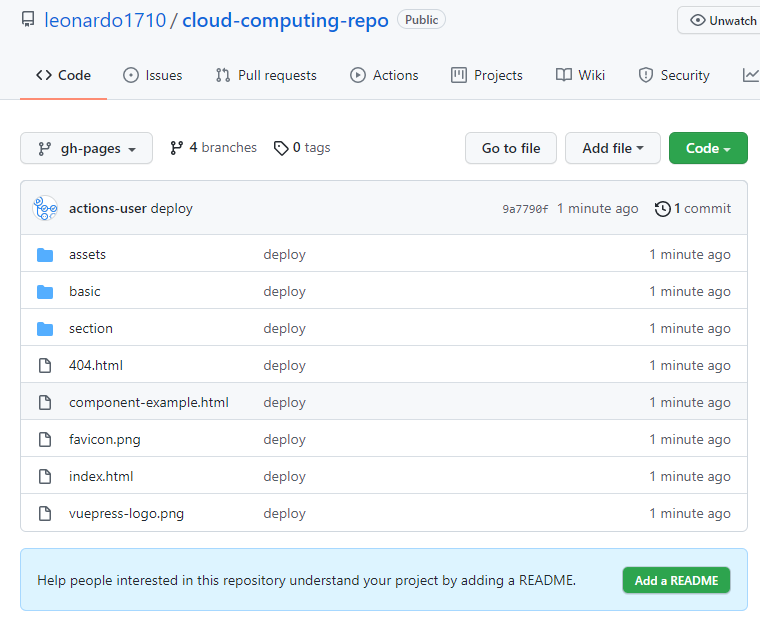 leonardo1710 / cloud-computing-repo Public Unwatch
Code Issues Pull requests Actions Projects Wiki Security
gh-pages 4 branches 0 tags Go to file Add file Code
actions-user deploy 9a7790f 1 minute ago 1 commit
assets deploy 1 minute ago
basic deploy 1 minute ago
section deploy 1 minute ago
404.html deploy 1 minute ago
component-example.html deploy 1 minute ago
favicon.png deploy 1 minute ago
index.html deploy 1 minute ago
vuepress-logo.png deploy 1 minute ago
Help people interested in this repository understand your project by adding a README. Add a README